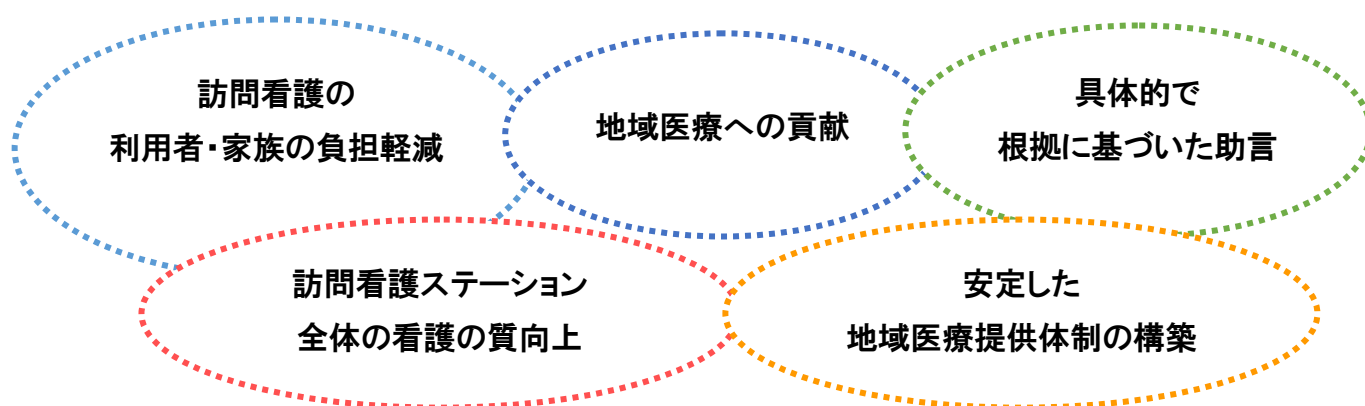 訪問看護の
利用者・家族の負担軽減
地域医療への貢献
具体的で
根拠に基づいた助言
訪問看護ステーション
全体の看護の質向上
安定した
地域医療提供体制の構築